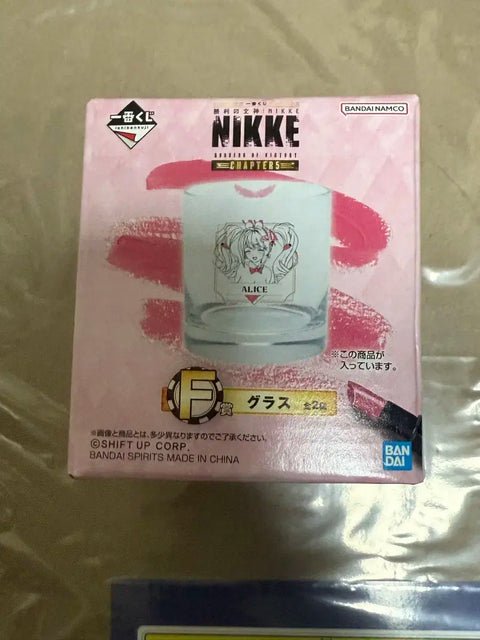 一番くじ
ichibankuji
一番くじ
勝利の女神:NIKKE
NIKKE
GODDESS OF VICTORY
CHAPTER5
BANDAI NAMCO
ALICE
※この商品が
入っています。
F賞 グラス 全2種
※画像と商品とは、多少異なりますのでご了承ください。
©SHIFT UP CORP.
BANDAI SPIRITS MADE IN CHINA
BAN
DAI